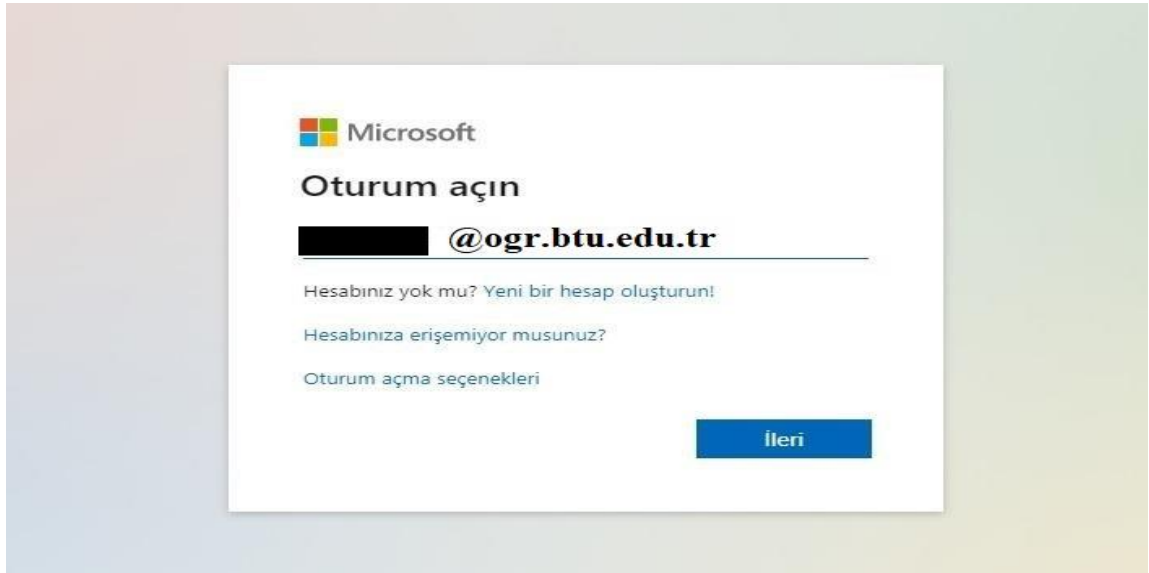 Microsoft
Oturum açın
@ogr.btu.edu.tr
Hesabınız yok mu? Yeni bir hesap oluşturun!
Hesabınıza erişemiyor musunuz?
Oturum açma seçenekleri
İleri